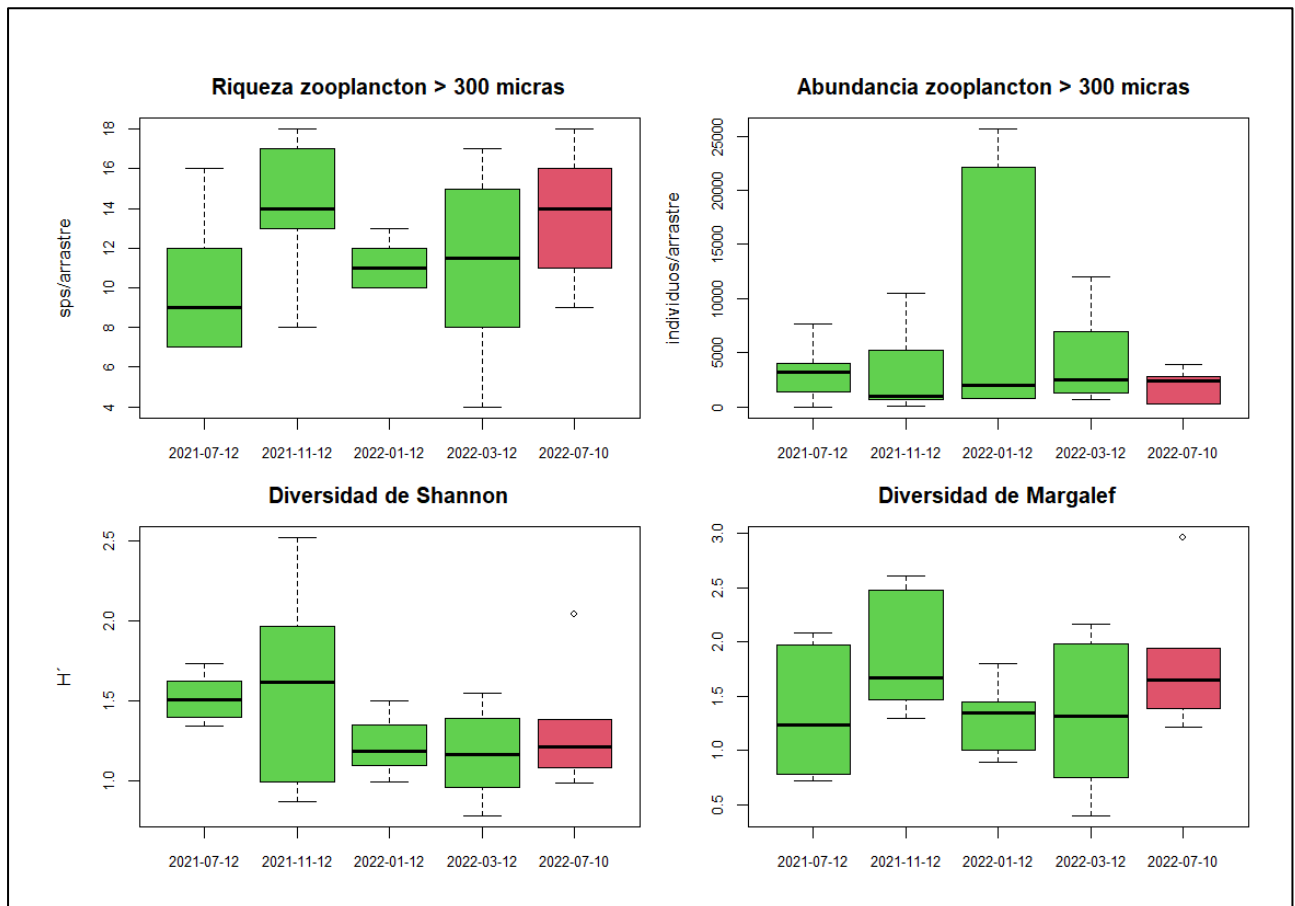 Riqueza zooplancton > 300 micras
sps/arrastre
18
16
14
12
10
8
6
4
2021-07-12 2021-11-12 2022-01-12 2022-03-12 2022-07-10
Abundancia zooplancton > 300 micras
individuos/arrastre
25000
20000
15000
10000
5000
0
2021-07-12 2021-11-12 2022-01-12 2022-03-12 2022-07-10
Diversidad de Shannon
H´
2.5
2.0
1.5
1.0
2021-07-12 2021-11-12 2022-01-12 2022-03-12 2022-07-10
Diversidad de Margalef
3.0
2.5
2.0
1.5
1.0
0.5
2021-07-12 2021-11-12 2022-01-12 2022-03-12 2022-07-10